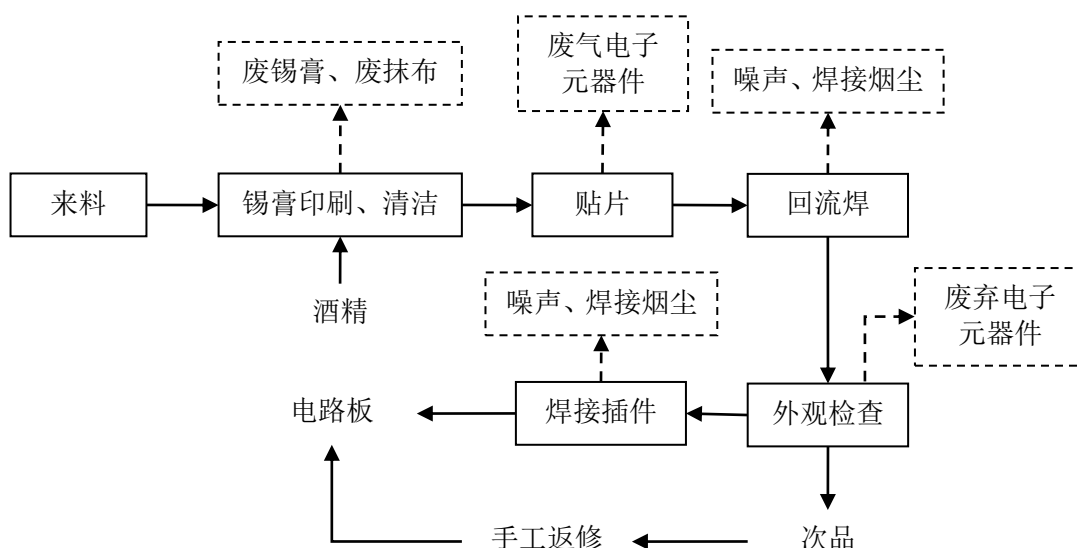 废锡膏、废抹布
废气电子
元器件
噪声、焊接烟尘
来料
锡膏印刷、清洁
贴片
回流焊
酒精
噪声、焊接烟尘
废弃电子
元器件
电路板
焊接插件
外观检查
手工返修
次品